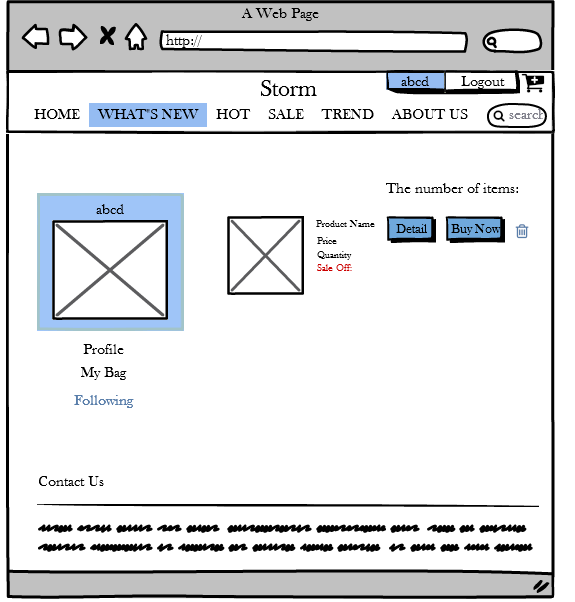 A Web Page
http://
abcd Logout
Storm
HOME WHAT'S NEW HOT SALE TREND ABOUT US search
The number of items:
abcd
Product Name Detail Buy Now
Price
Quantity
Sale Off:
Profile
My Bag
Following
Contact Us